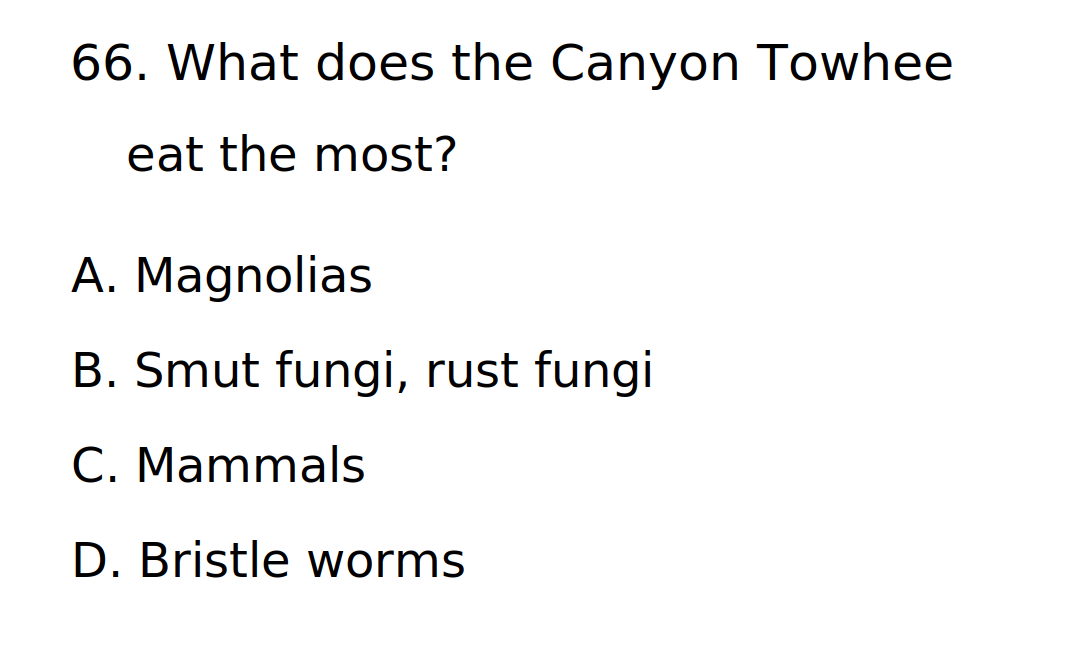 66. What does the Canyon Towhee
eat the most?
A. Magnolias
B. Smut fungi, rust fungi
C. Mammals
D. Bristle worms